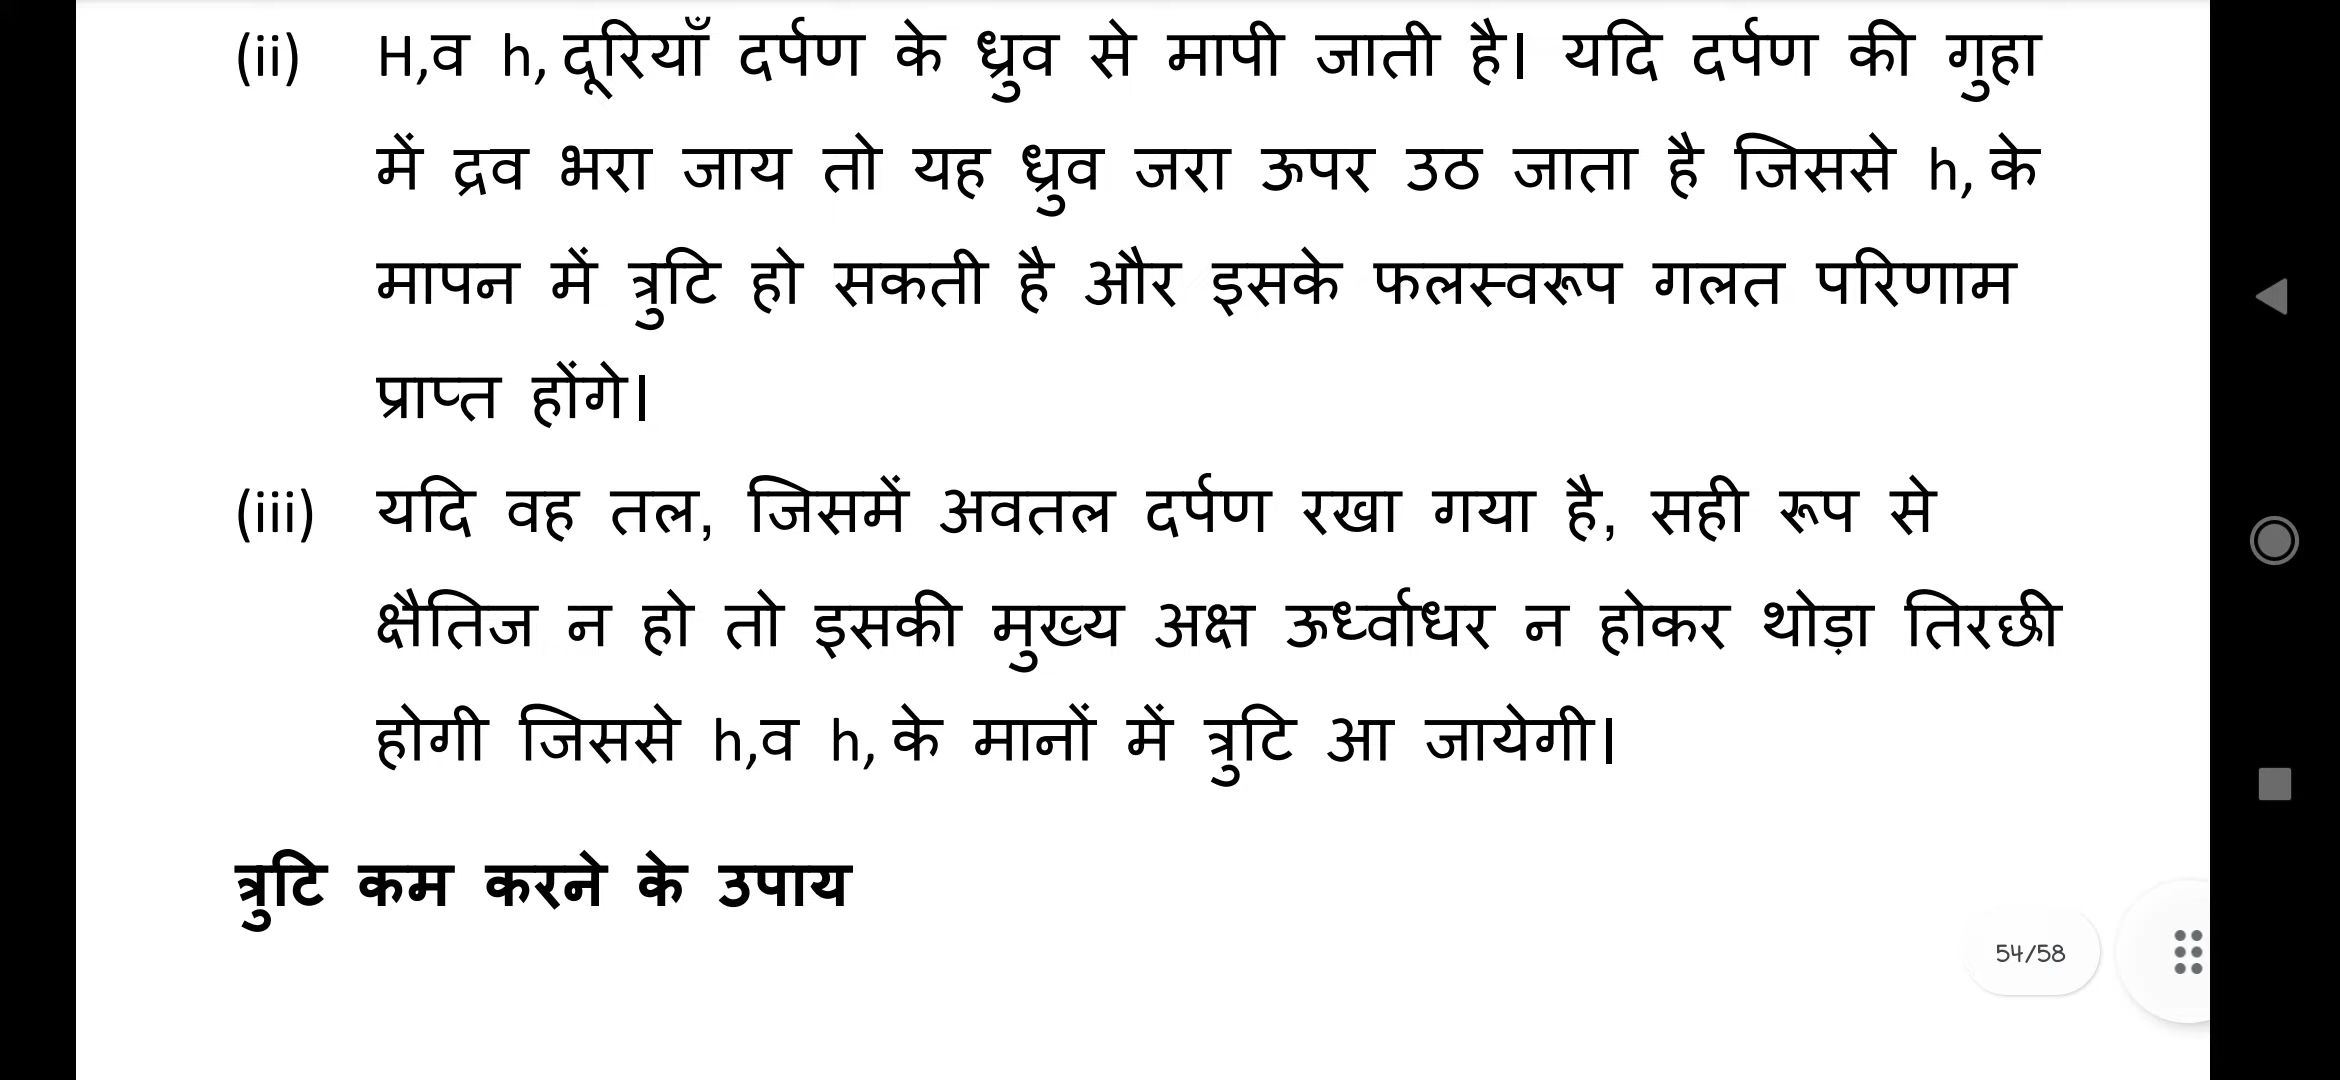 (ii) H,व h, दूरियाँ दर्पण के ध्रुव से मापी जाती है। यदि दर्पण की गुहा
में द्रव भरा जाय तो यह ध्रुव जरा ऊपर उठ जाता है जिससे h, के
मापन में त्रुटि हो सकती है और इसके फलस्वरूप गलत परिणाम
प्राप्त होंगे।
(iii) यदि वह तल, जिसमें अवतल दर्पण रखा गया है, सही रूप से
क्षैतिज न हो तो इसकी मुख्य अक्ष ऊर्ध्वाधर न होकर थोड़ा तिरछी
होगी जिससे h,व h, के मानों में त्रुटि आ जायेगी।
त्रुटि कम करने के उपाय
54/58